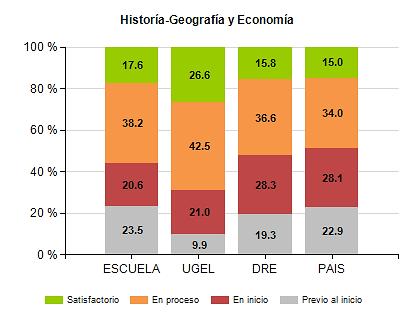 Historía-Geografía y Economía
100 %
80 %
60 %
40 %
20 %
0 %
17.6 26.6 15.8 15.0
38.2 42.5 36.6 34.0
20.6 21.0 28.3 28.1
23.5 9.9 19.3 22.9
ESCUELA UGEL DRE PAIS
Satisfactorio En proceso En inicio Previo al inicio